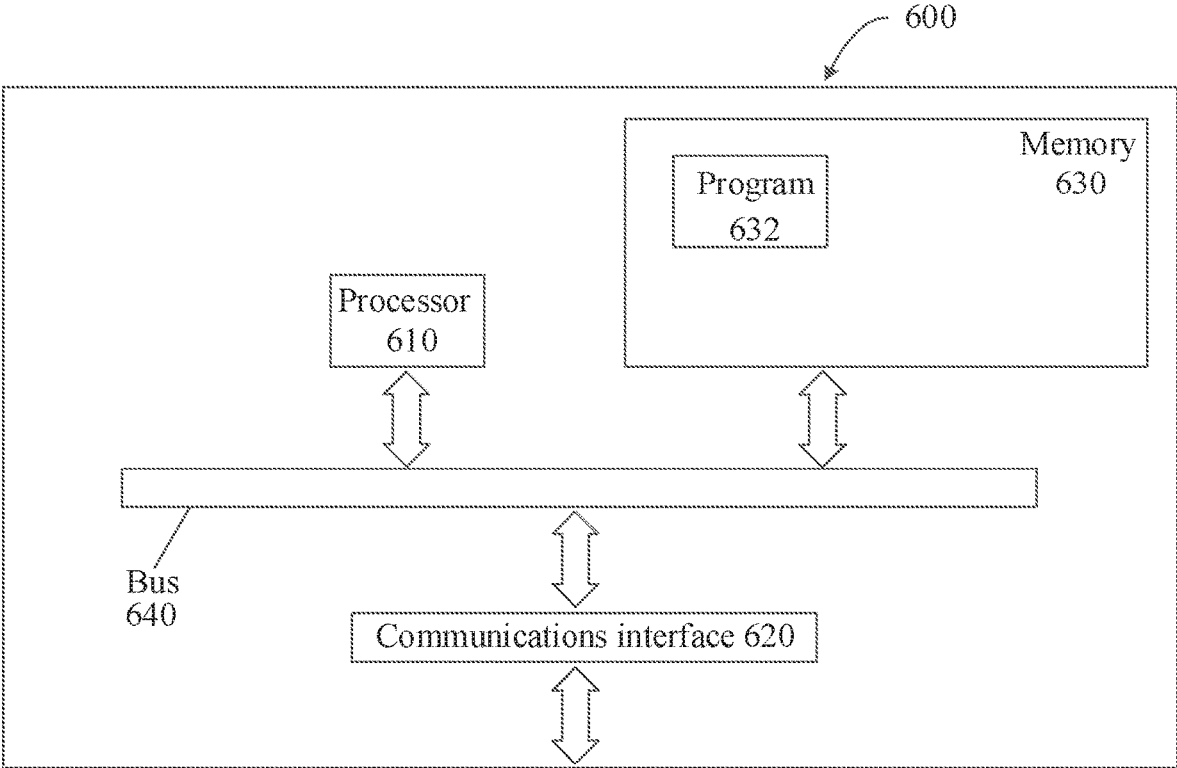 600
Memory
630
Program
632
Processor
610
Bus
640
Communications interface 620